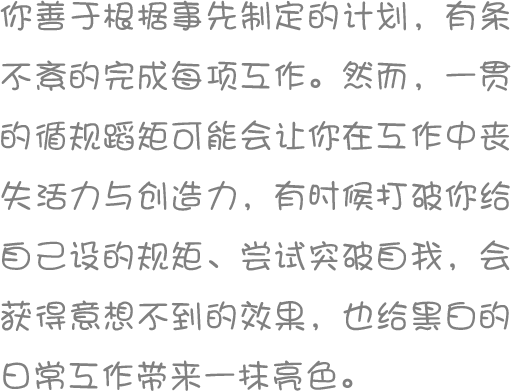 你善于根据事先制定的计划，有条
不紊的完成每项工作。然而，一贯
的循规蹈矩可能会让你在工作中丧
失活力与创造力，有时候打破你给
自己设的规矩、尝试突破自我，会
获得意想不到的效果，也给黑白的
日常工作带来一抹亮色。